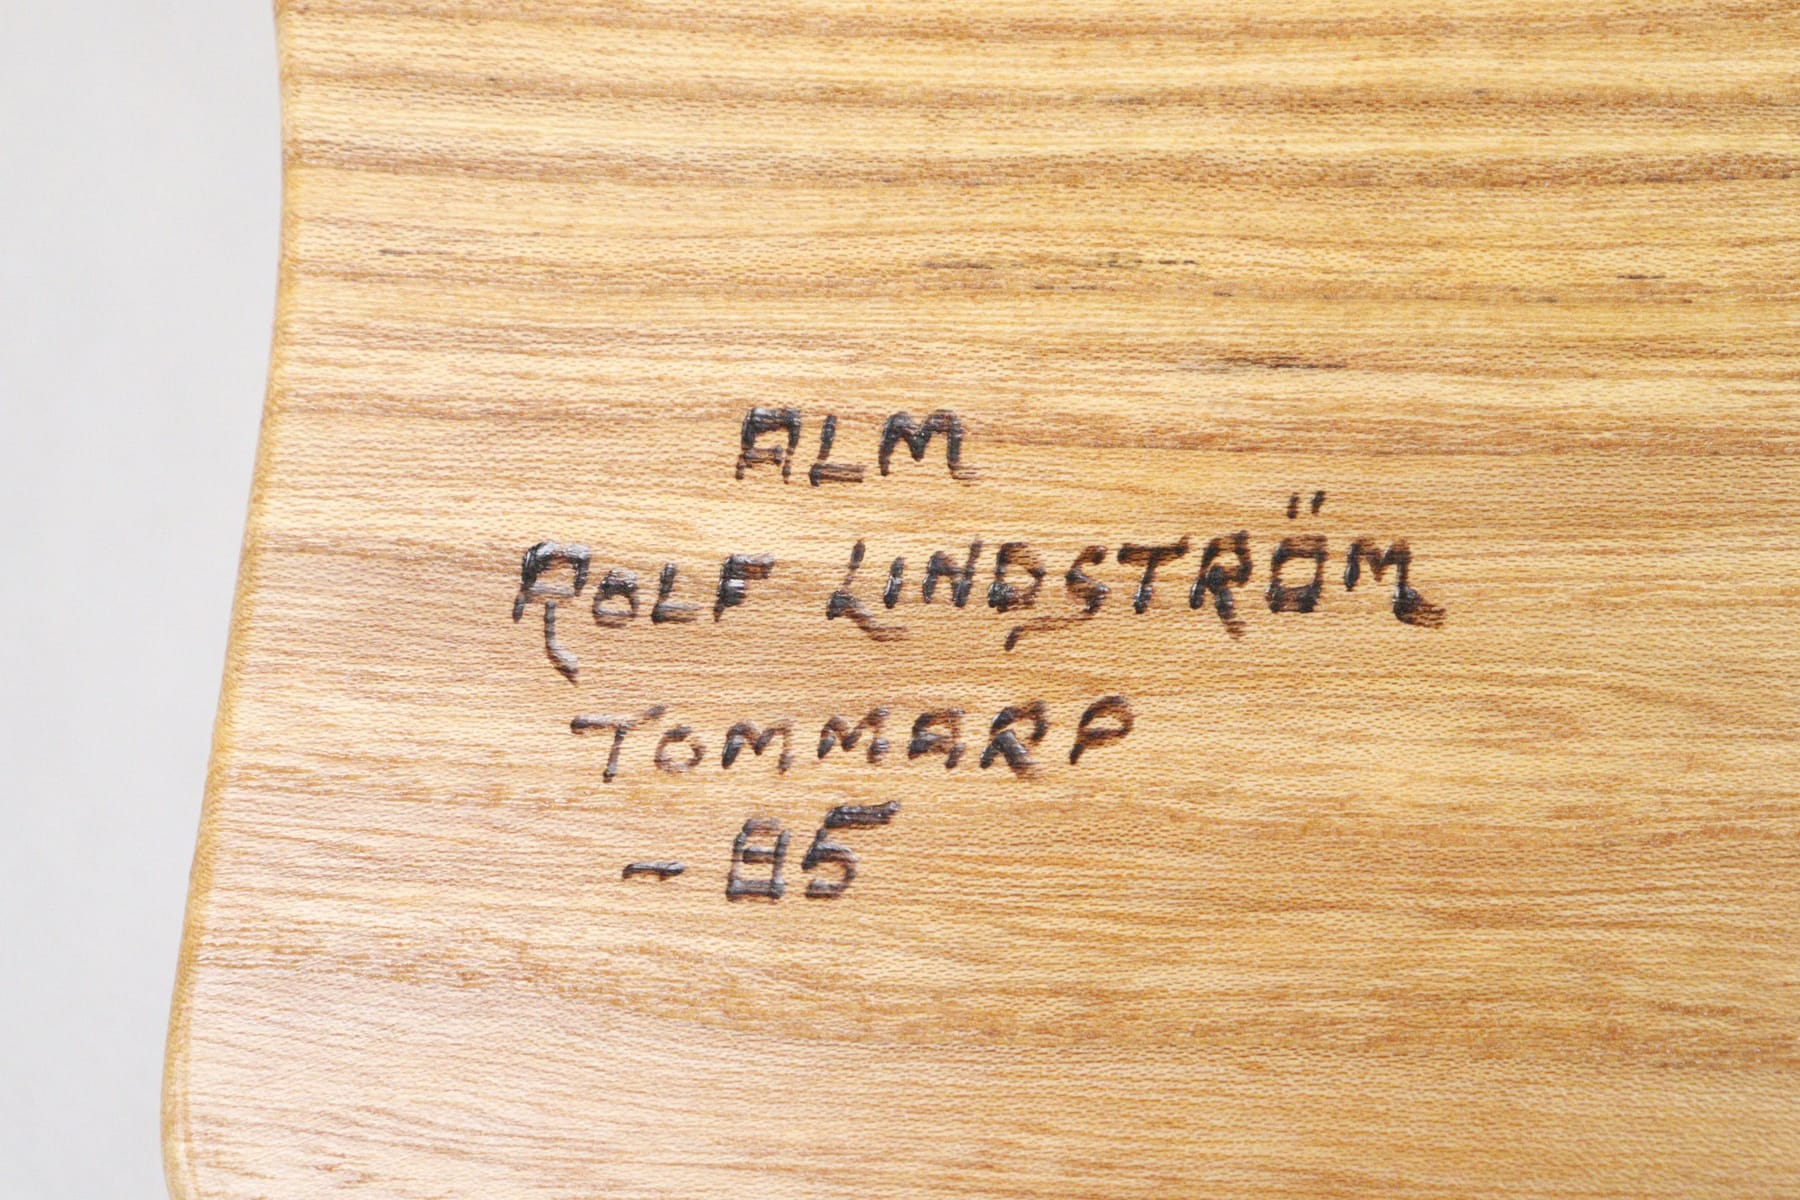 ALM
ROLF LINDSTRÖM
TOMMARP
- 85